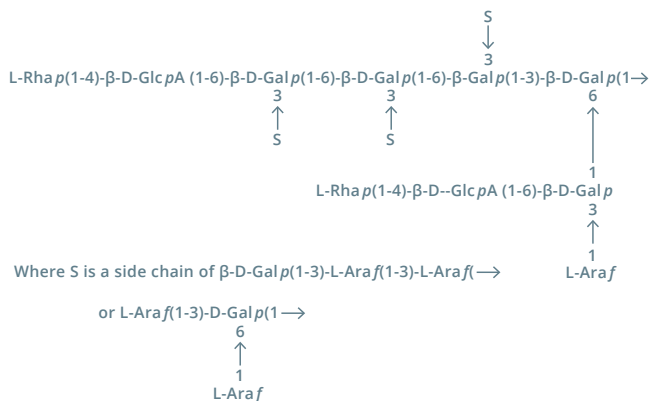 S
3
L-Rhap(1-4)-β-D-GlcpA (1-6)-β-D-Galp(1-6)-β-D-Galp(1-6)-β-Galp(1-3)-β-D-Galp(1→
3 3 6
S S
1
L-Rhap(1-4)-β-D--GlcpA (1-6)-β-D-Galp
3
1
Where S is a side chain of β-D-Galp(1-3)-L-Araf(1-3)-L-Araf(→ L-Araf
or L-Araf(1-3)-D-Galp(1→
6
1
L-Araf